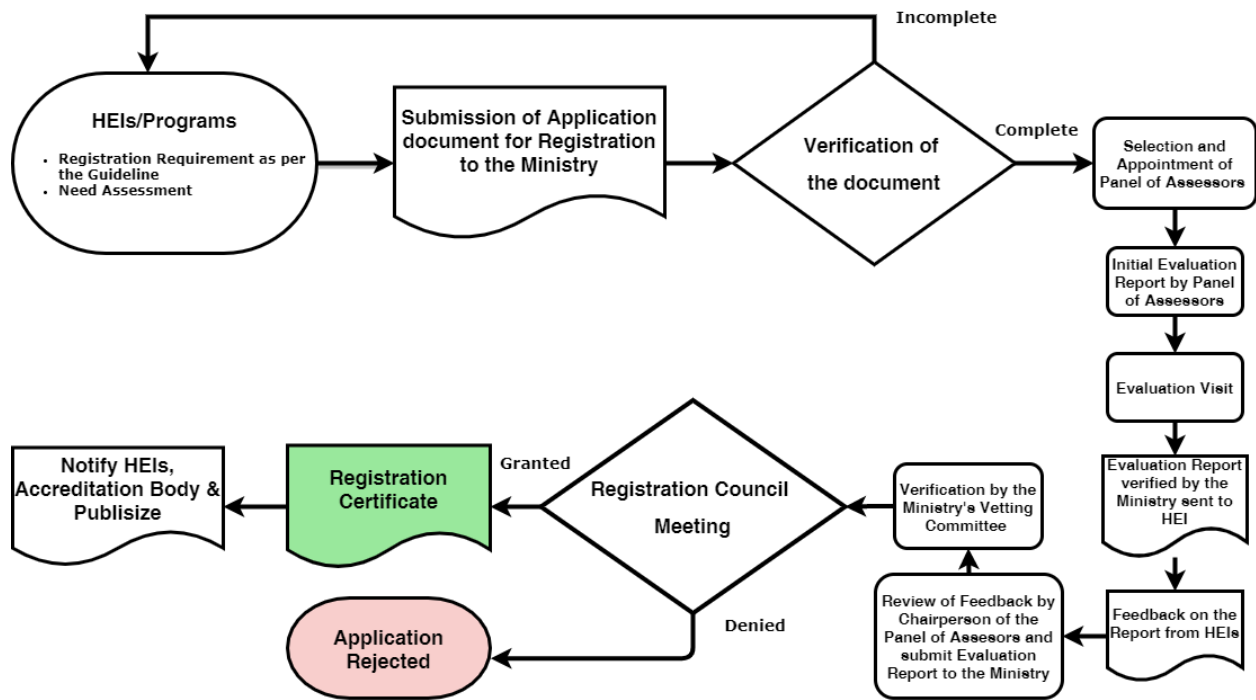 Incomplete
HEIs/Programs
• Registration Requirement as per
the Guideline
• Need Assessment
Submission of Application
document for Registration
to the Ministry
Verification of
the document
Complete
Selection and
Appointment of
Panel of Assessors
Initial Evaluation
Report by Panel
of Assessors
Evaluation Visit
Evaluation Report
verified by the
Ministry sent to
HEI
Feedback on the
Report from HEIs
Review of Feedback by
Chairperson of the
Panel of Assesors and
submit Evaluation
Report to the Ministry
Verification by the
Ministry's Vetting
Committee
Registration Council
Meeting
Granted
Registration
Certificate
Notify HEIs,
Accreditation Body &
Publisize
Denied
Application
Rejected